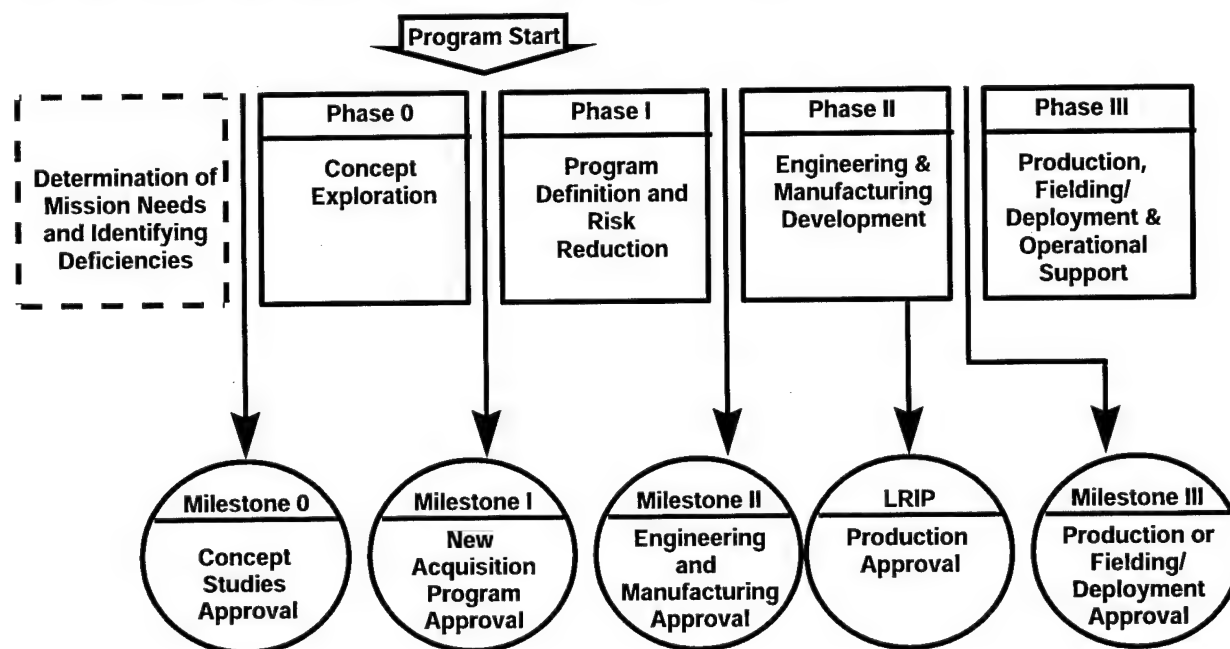 Program Start
Determination of
Mission Needs
and Identifying
Deficiencies
Phase 0
Concept
Exploration
Phase I
Program
Definition and
Risk
Reduction
Phase II
Engineering &
Manufacturing
Development
Phase III
Production,
Fielding/
Deployment &
Operational
Support
Milestone 0
Concept
Studies
Approval
Milestone I
New
Acquisition
Program
Approval
Milestone II
Engineering
and
Manufacturing
Approval
LRIP
Production
Approval
Milestone III
Production or
Fielding/
Deployment
Approval